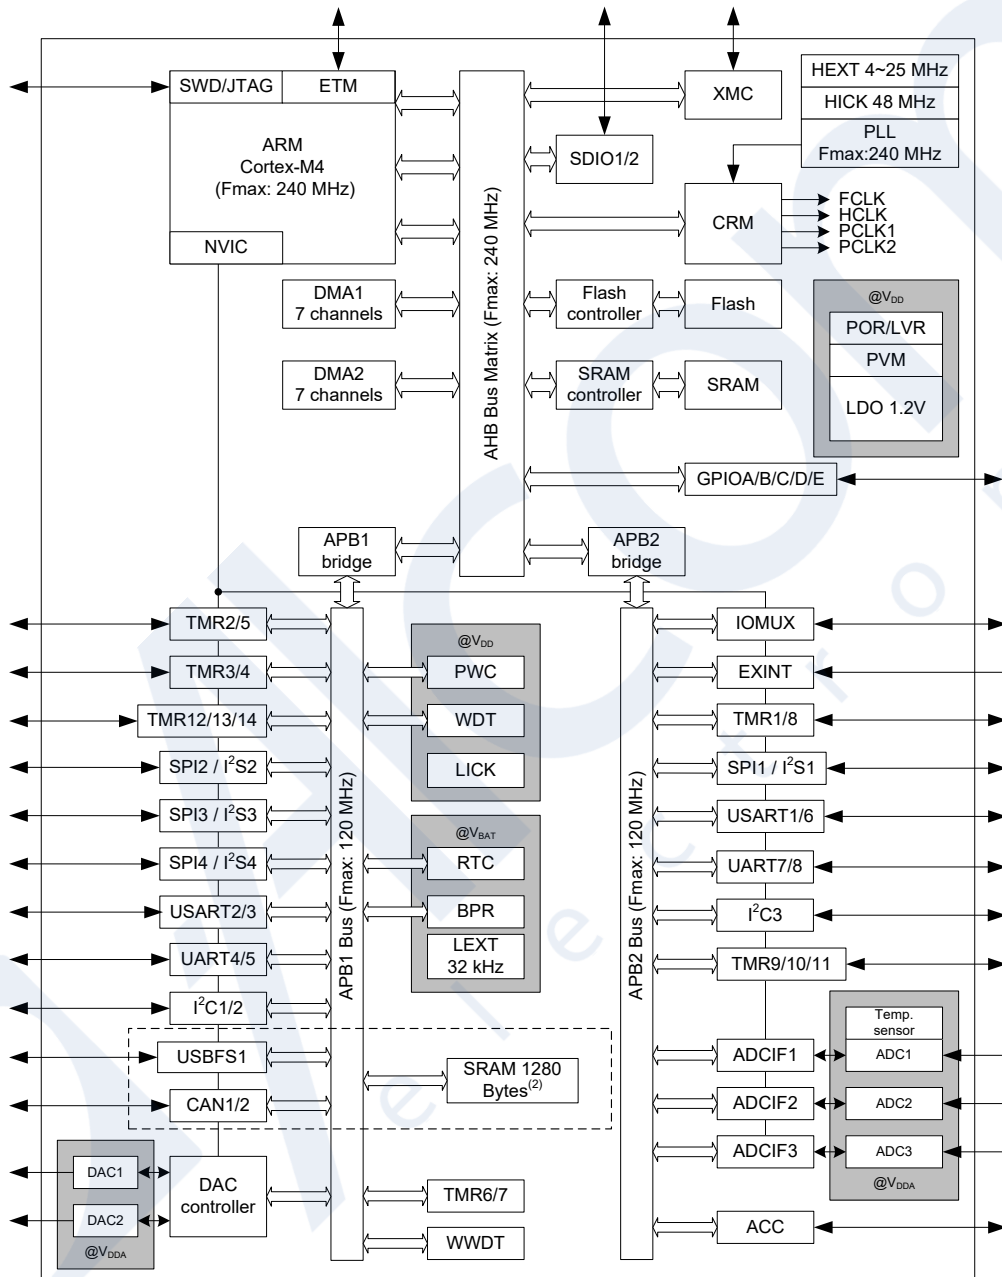 SWD/JTAG
ETM
ARM
Cortex-M4
(Fmax: 240 MHz)
NVIC
DMA1
7 channels
DMA2
7 channels
AHB Bus Matrix (Fmax: 240 MHz)
XMC
SDIO1/2
CRM
Flash
controller
Flash
SRAM
controller
SRAM
GPIOA/B/C/D/E
HEXT 4~25 MHz
HICK 48 MHz
PLL
Fmax:240 MHz
FCLK
HCLK
PCLK1
PCLK2
@VDD
POR/LVR
PVM
LDO 1.2V
APB1
bridge
APB2
bridge
TMR2/5
TMR3/4
TMR12/13/14
SPI2 / I²S2
SPI3 / I²S3
SPI4 / I²S4
USART2/3
UART4/5
I²C1/2
USBFS1
CAN1/2
DAC
controller
DAC1
DAC2
@VDDA
APB1 Bus (Fmax: 120 MHz)
@VDD
PWC
WDT
LICK
@VBAT
RTC
BPR
LEXT
32 kHz
SRAM 1280
Bytes(2)
TMR6/7
WWDT
APB2 Bus (Fmax: 120 MHz)
IOMUX
EXINT
TMR1/8
SPI1 / I²S1
USART1/6
UART7/8
I²C3
TMR9/10/11
ADCIF1
ADCIF2
ADCIF3
ACC
Temp.
sensor
ADC1
ADC2
ADC3
@VDDA